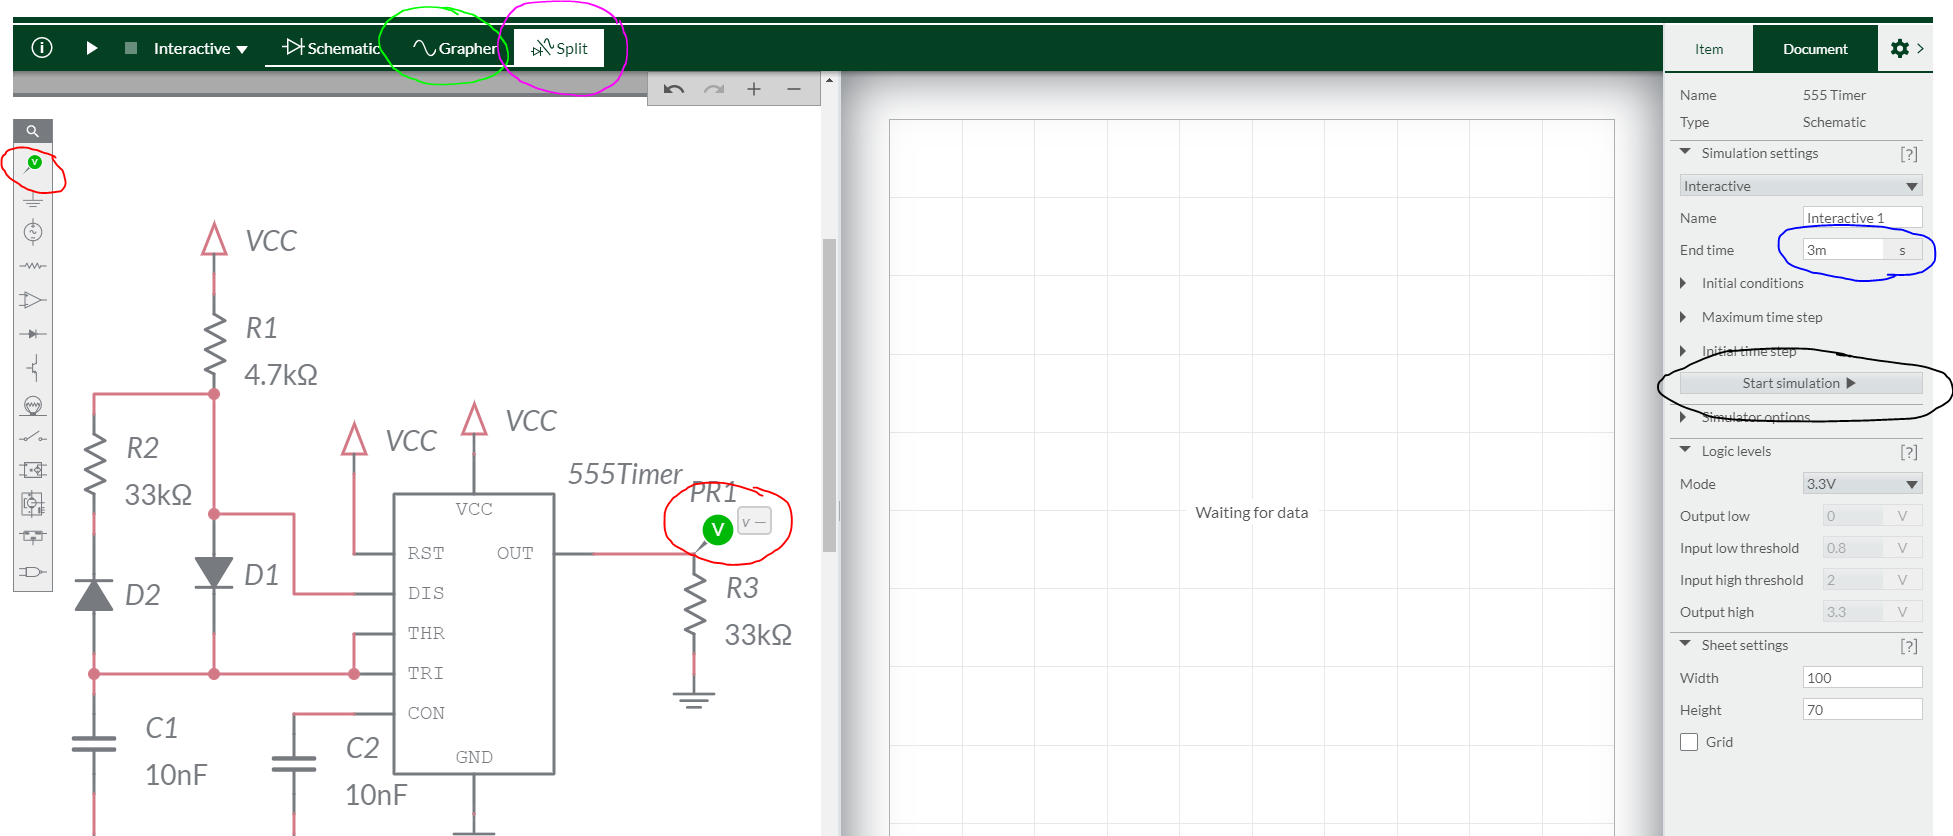 Interactive
Schematic
Grapher
Split
Item
Document
Name 555 Timer
Type Schematic
Simulation settings [?]
Interactive
Name Interactive 1
End time 3m s
Initial conditions
Maximum time step
Initial time step
Start simulation
Simulator options
Logic levels [?]
Mode 3.3V
Output low 0 V
Input low threshold 0.8 V
Input high threshold 2 V
Output high 3.3 V
Sheet settings [?]
Width 100
Height 70
Grid
V
VCC
R1
4.7kΩ
R2
33kΩ
D2
D1
C1
10nF
C2
10nF
VCC
VCC
555Timer
VCC
RST
DIS
THR
TRI
CON
GND
OUT
PR1
V
v —
R3
33kΩ
Waiting for data